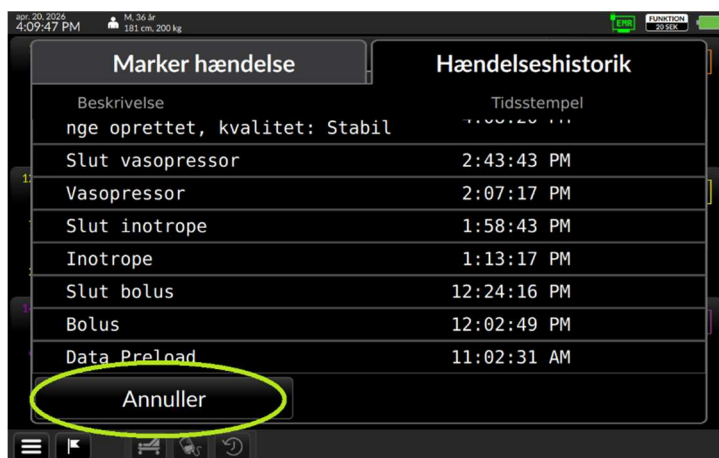 apr. 20, 2026
4:09:47 PM
M, 36 år
181 cm, 200 kg
EMR
FUNKTION
20 SEK
Marker hændelse
Hændelseshistorik
Beskrivelse Tidsstempel
nge oprettet, kvalitet: Stabil
Slut vasopressor 2:43:43 PM
Vasopressor 2:07:17 PM
Slut inotrope 1:58:43 PM
Inotrope 1:13:17 PM
Slut bolus 12:24:16 PM
Bolus 12:02:49 PM
Data Preload 11:02:31 AM
Annuller